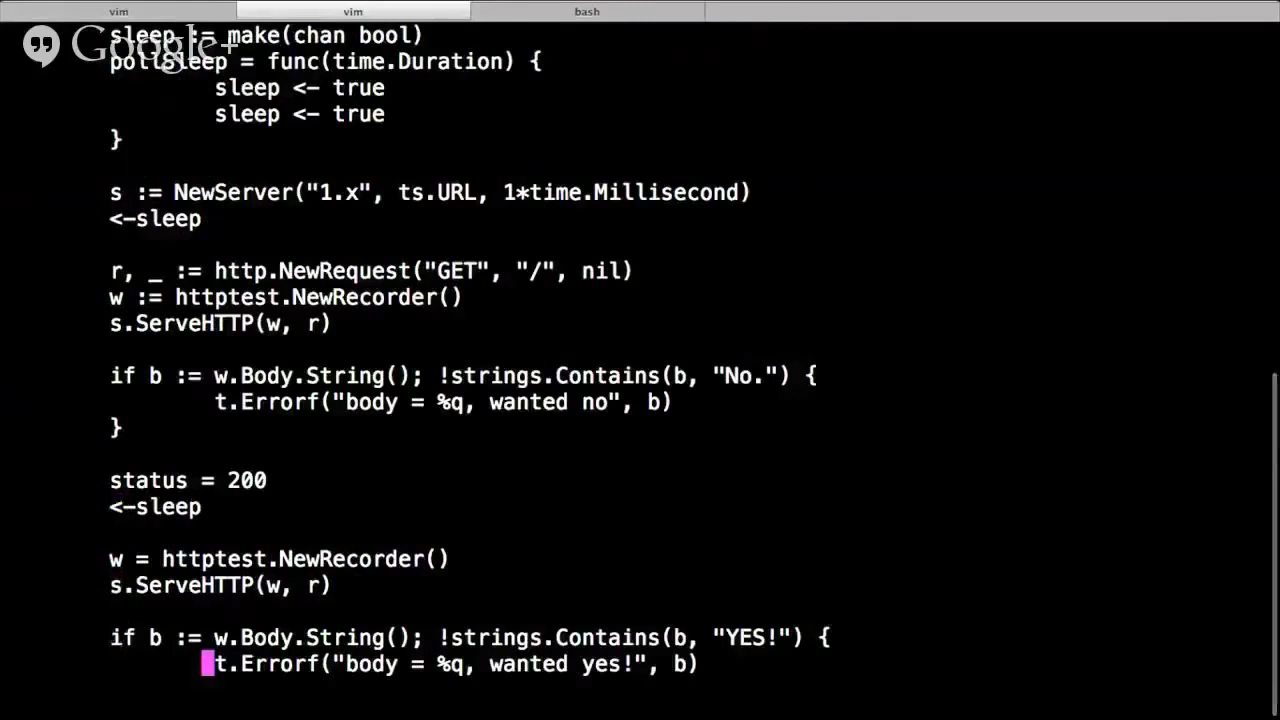 vim vim bash
sleep := make(chan bool)
Google+
pollSleep = func(time.Duration) {
sleep <- true
sleep <- true
}
s := NewServer("1.x", ts.URL, 1*time.Millisecond)
<-sleep
r, _ := http.NewRequest("GET", "/", nil)
w := httptest.NewRecorder()
s.ServeHTTP(w, r)
if b := w.Body.String(); !strings.Contains(b, "No.") {
t.Errorf("body = %q, wanted no", b)
}
status = 200
<-sleep
w = httptest.NewRecorder()
s.ServeHTTP(w, r)
if b := w.Body.String(); !strings.Contains(b, "YES!") {
t.Errorf("body = %q, wanted yes!", b)